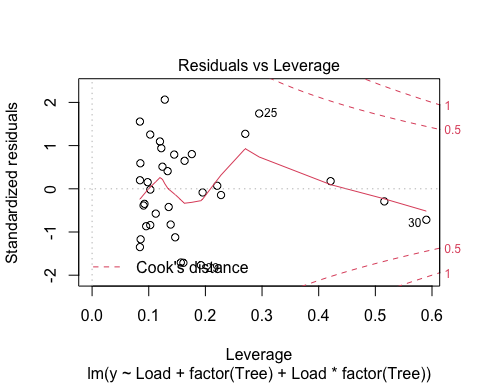 Residuals vs Leverage
Standardized residuals
2
1
0
-1
-2
25
30
29
1
0.5
0.5
1
Cook's distance
0.0 0.1 0.2 0.3 0.4 0.5 0.6
Leverage
lm(y ~ Load + factor(Tree) + Load * factor(Tree))